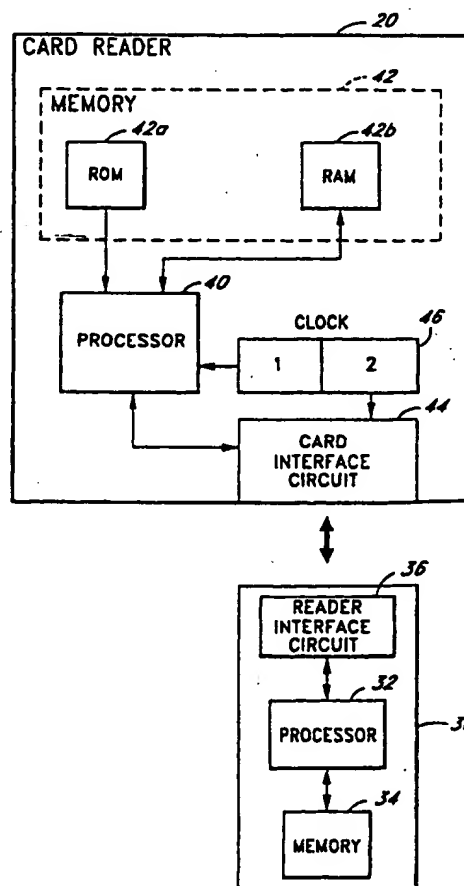 20
CARD READER
42
MEMORY
42a
42b
ROM
RAM
40
PROCESSOR
CLOCK
46
1
2
44
CARD
INTERFACE
CIRCUIT
36
READER
INTERFACE
CIRCUIT
32
PROCESSOR
34
MEMORY